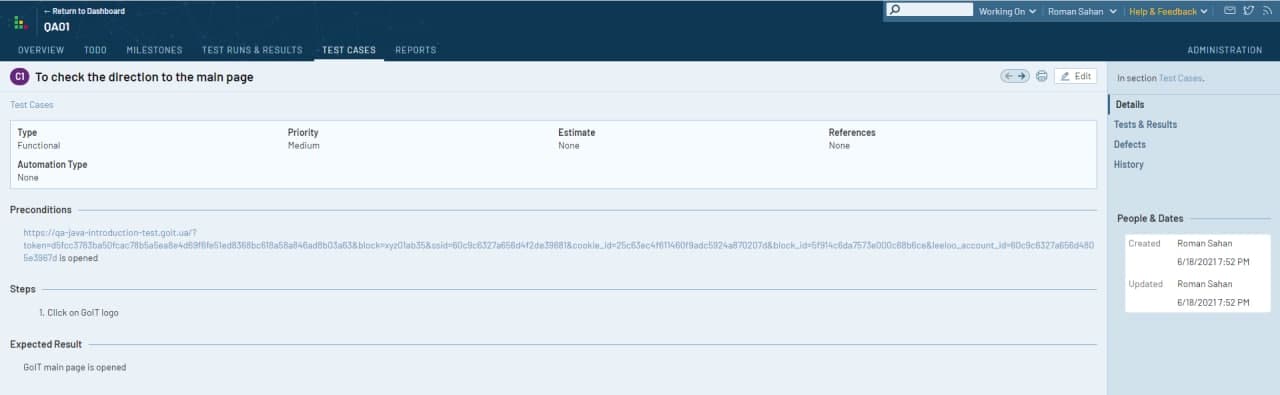 ← Return to Dashboard
QA01
Working On
Roman Sahan
Help & Feedback
OVERVIEW TODO MILESTONES TEST RUNS & RESULTS TEST CASES REPORTS ADMINISTRATION
C1 To check the direction to the main page
Edit
Test Cases
Type Priority Estimate References
Functional Medium None None
Automation Type
None
Preconditions
https://qa-java-introduction-test.goit.ua/?
token=d5fcc3783ba50fcac78b5a5ea8e4d69f6fe51ed8368bc618a58a846ad8b03a63&block=xyz01ab35&ssid=60c9c6327a656d4f2de39681&cookie_id=25c63ec4f611460f9adc5924a870207d&block_id=5f914c6da7573e000c68b6ce&leeloo_account_id=60c9c6327a656d480
5e3967d is opened
Steps
1. Click on GoIT logo
Expected Result
GoIT main page is opened
In section Test Cases.
Details
Tests & Results
Defects
History
People & Dates
Created Roman Sahan
6/18/2021 7:52 PM
Updated Roman Sahan
6/18/2021 7:52 PM